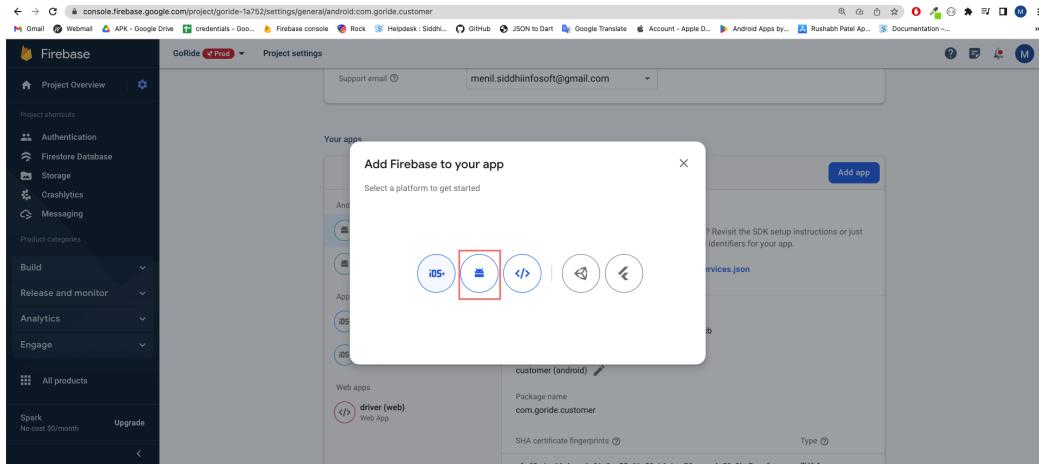 console.firebase.google.com/project/goride-1a752/settings/general/android:com.goride.customer
Gmail Webmail APK - Google Drive credentials - Goo... Firebase console Rock Helpdesk : Siddhi... GitHub JSON to Dart Google Translate Account - Apple D... Android Apps by... Rushabh Patel Ap... Documentation –...
Firebase
GoRide Prod Project settings
M
Project Overview
Support email
menil.siddhiinfosoft@gmail.com
Project shortcuts
Authentication
Your apps
Firestore Database
Add Firebase to your app
Storage
Add app
Select a platform to get started
Crashlytics
Messaging
And
? Revisit the SDK setup instructions or just
identifiers for your app.
Product categories
Build
iOS+
ervices.json
Release and monitor
App
Analytics
iOS
:b
Engage
iOS
customer (android)
All products
Web apps
Package name
driver (web)
Web App
com.goride.customer
Spark
No cost $0/month
Upgrade
SHA certificate fingerprints
Type